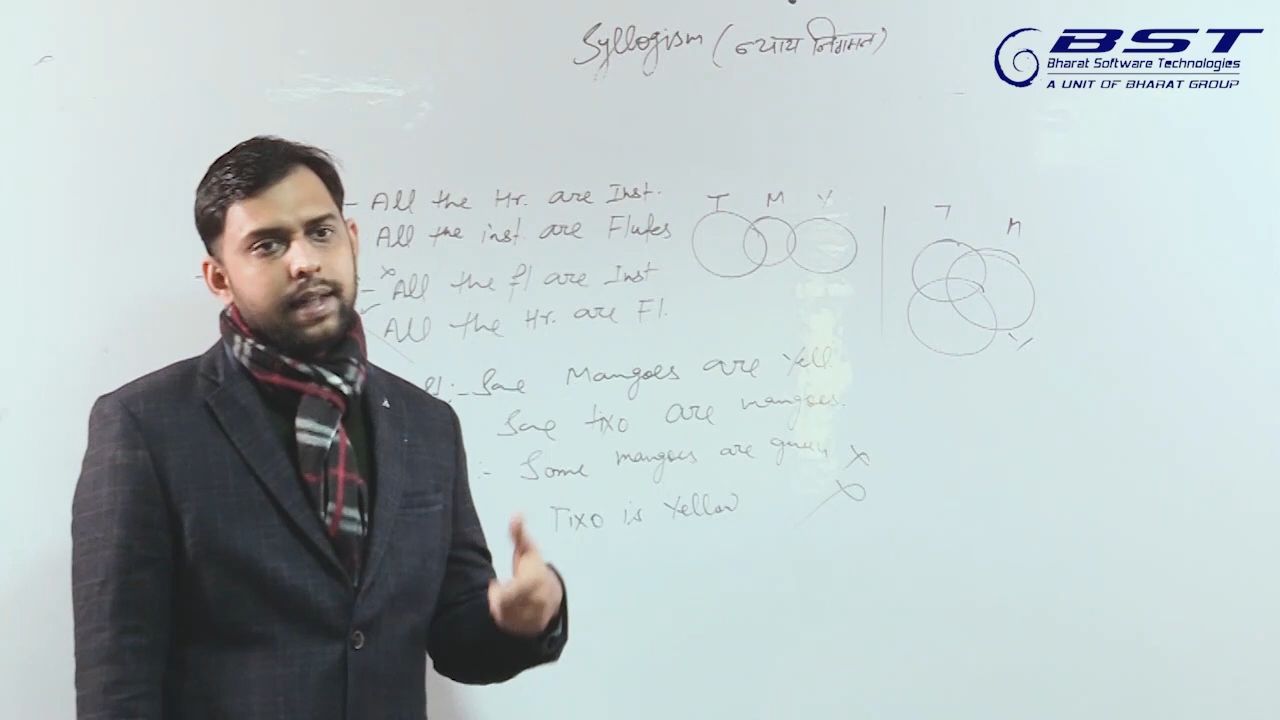 Syllogism (न्याय निगमन)
BST
Bharat Software Technologies
A UNIT OF BHARAT GROUP
- All the Hr. are Inst.
All the inst. are Flutes
- x All the fl are Inst
All the Hr. are Fl.
T M Y
T
M
Y
:- Some Mangoes are Yell
Some tixo are mangoes.
:- Some mangoes are x
Tixo is Yellow x